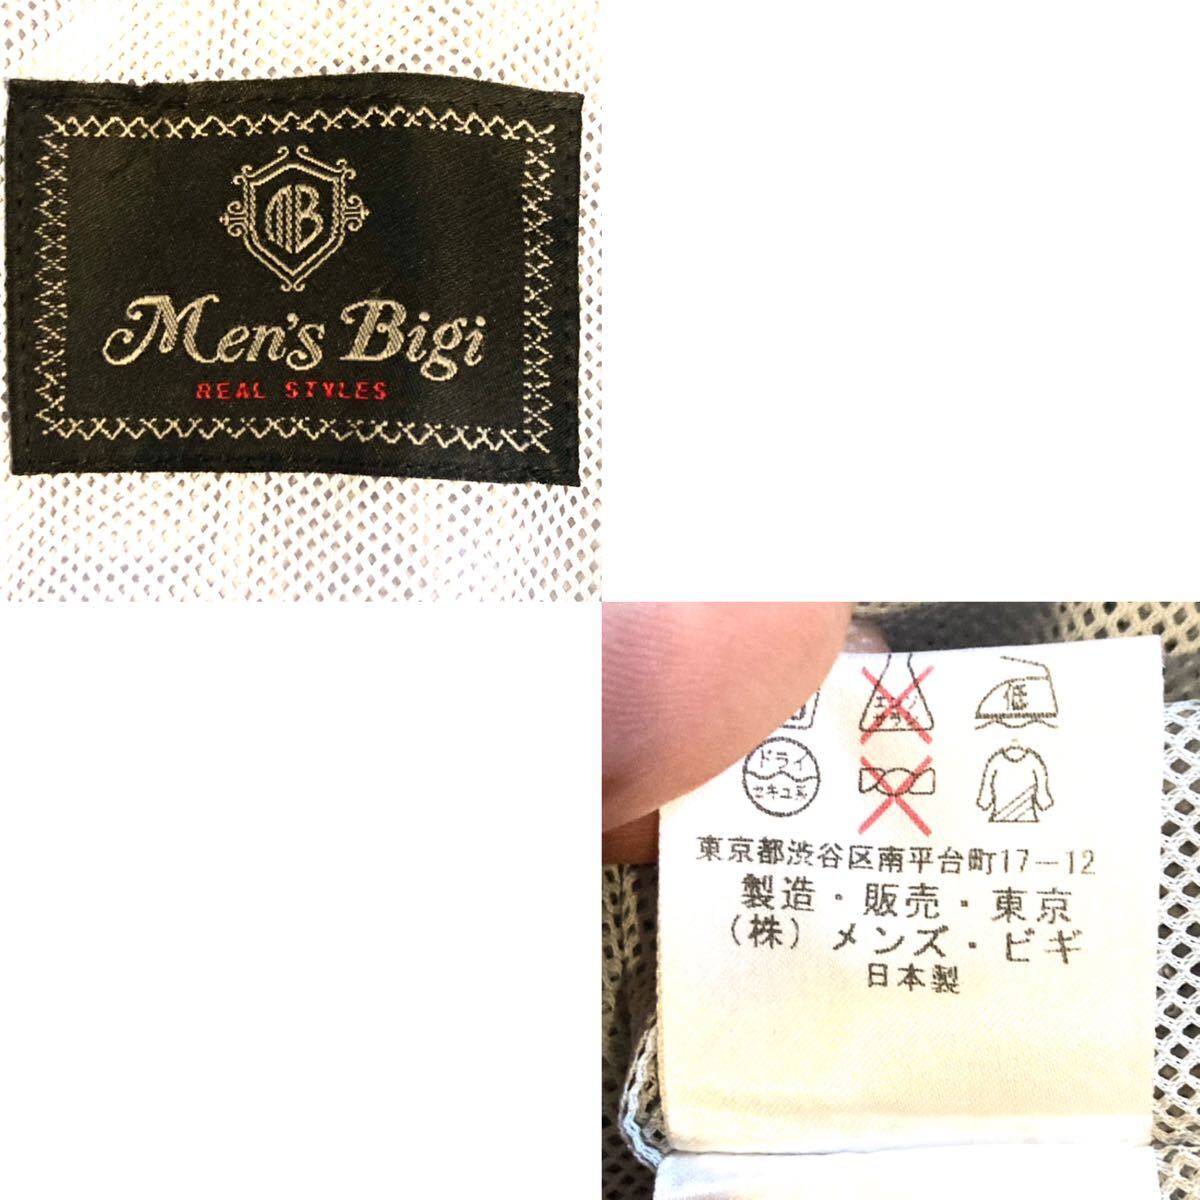 MB
Men's Bigi
REAL STYLES
低
ドライ
セキユ系
東京都渋谷区南平台町17-12
製造・販売・東京
(株) メンズ・ビギ
日本製